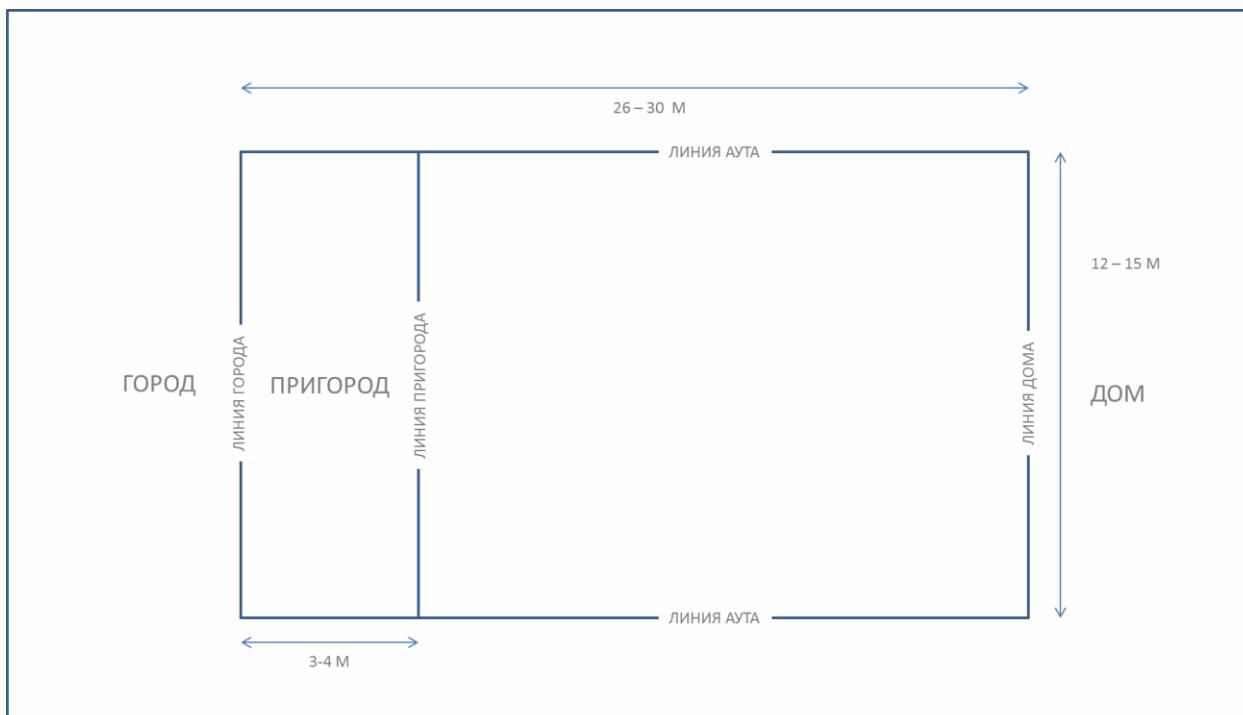 26 – 30 М
ЛИНИЯ АУТА
12 – 15 М
ГОРОД
ЛИНИЯ ГОРОДА
ПРИГОРОД
ЛИНИЯ ПРИГОРОДА
ЛИНИЯ ДОМА
ДОМ
ЛИНИЯ АУТА
3-4 М